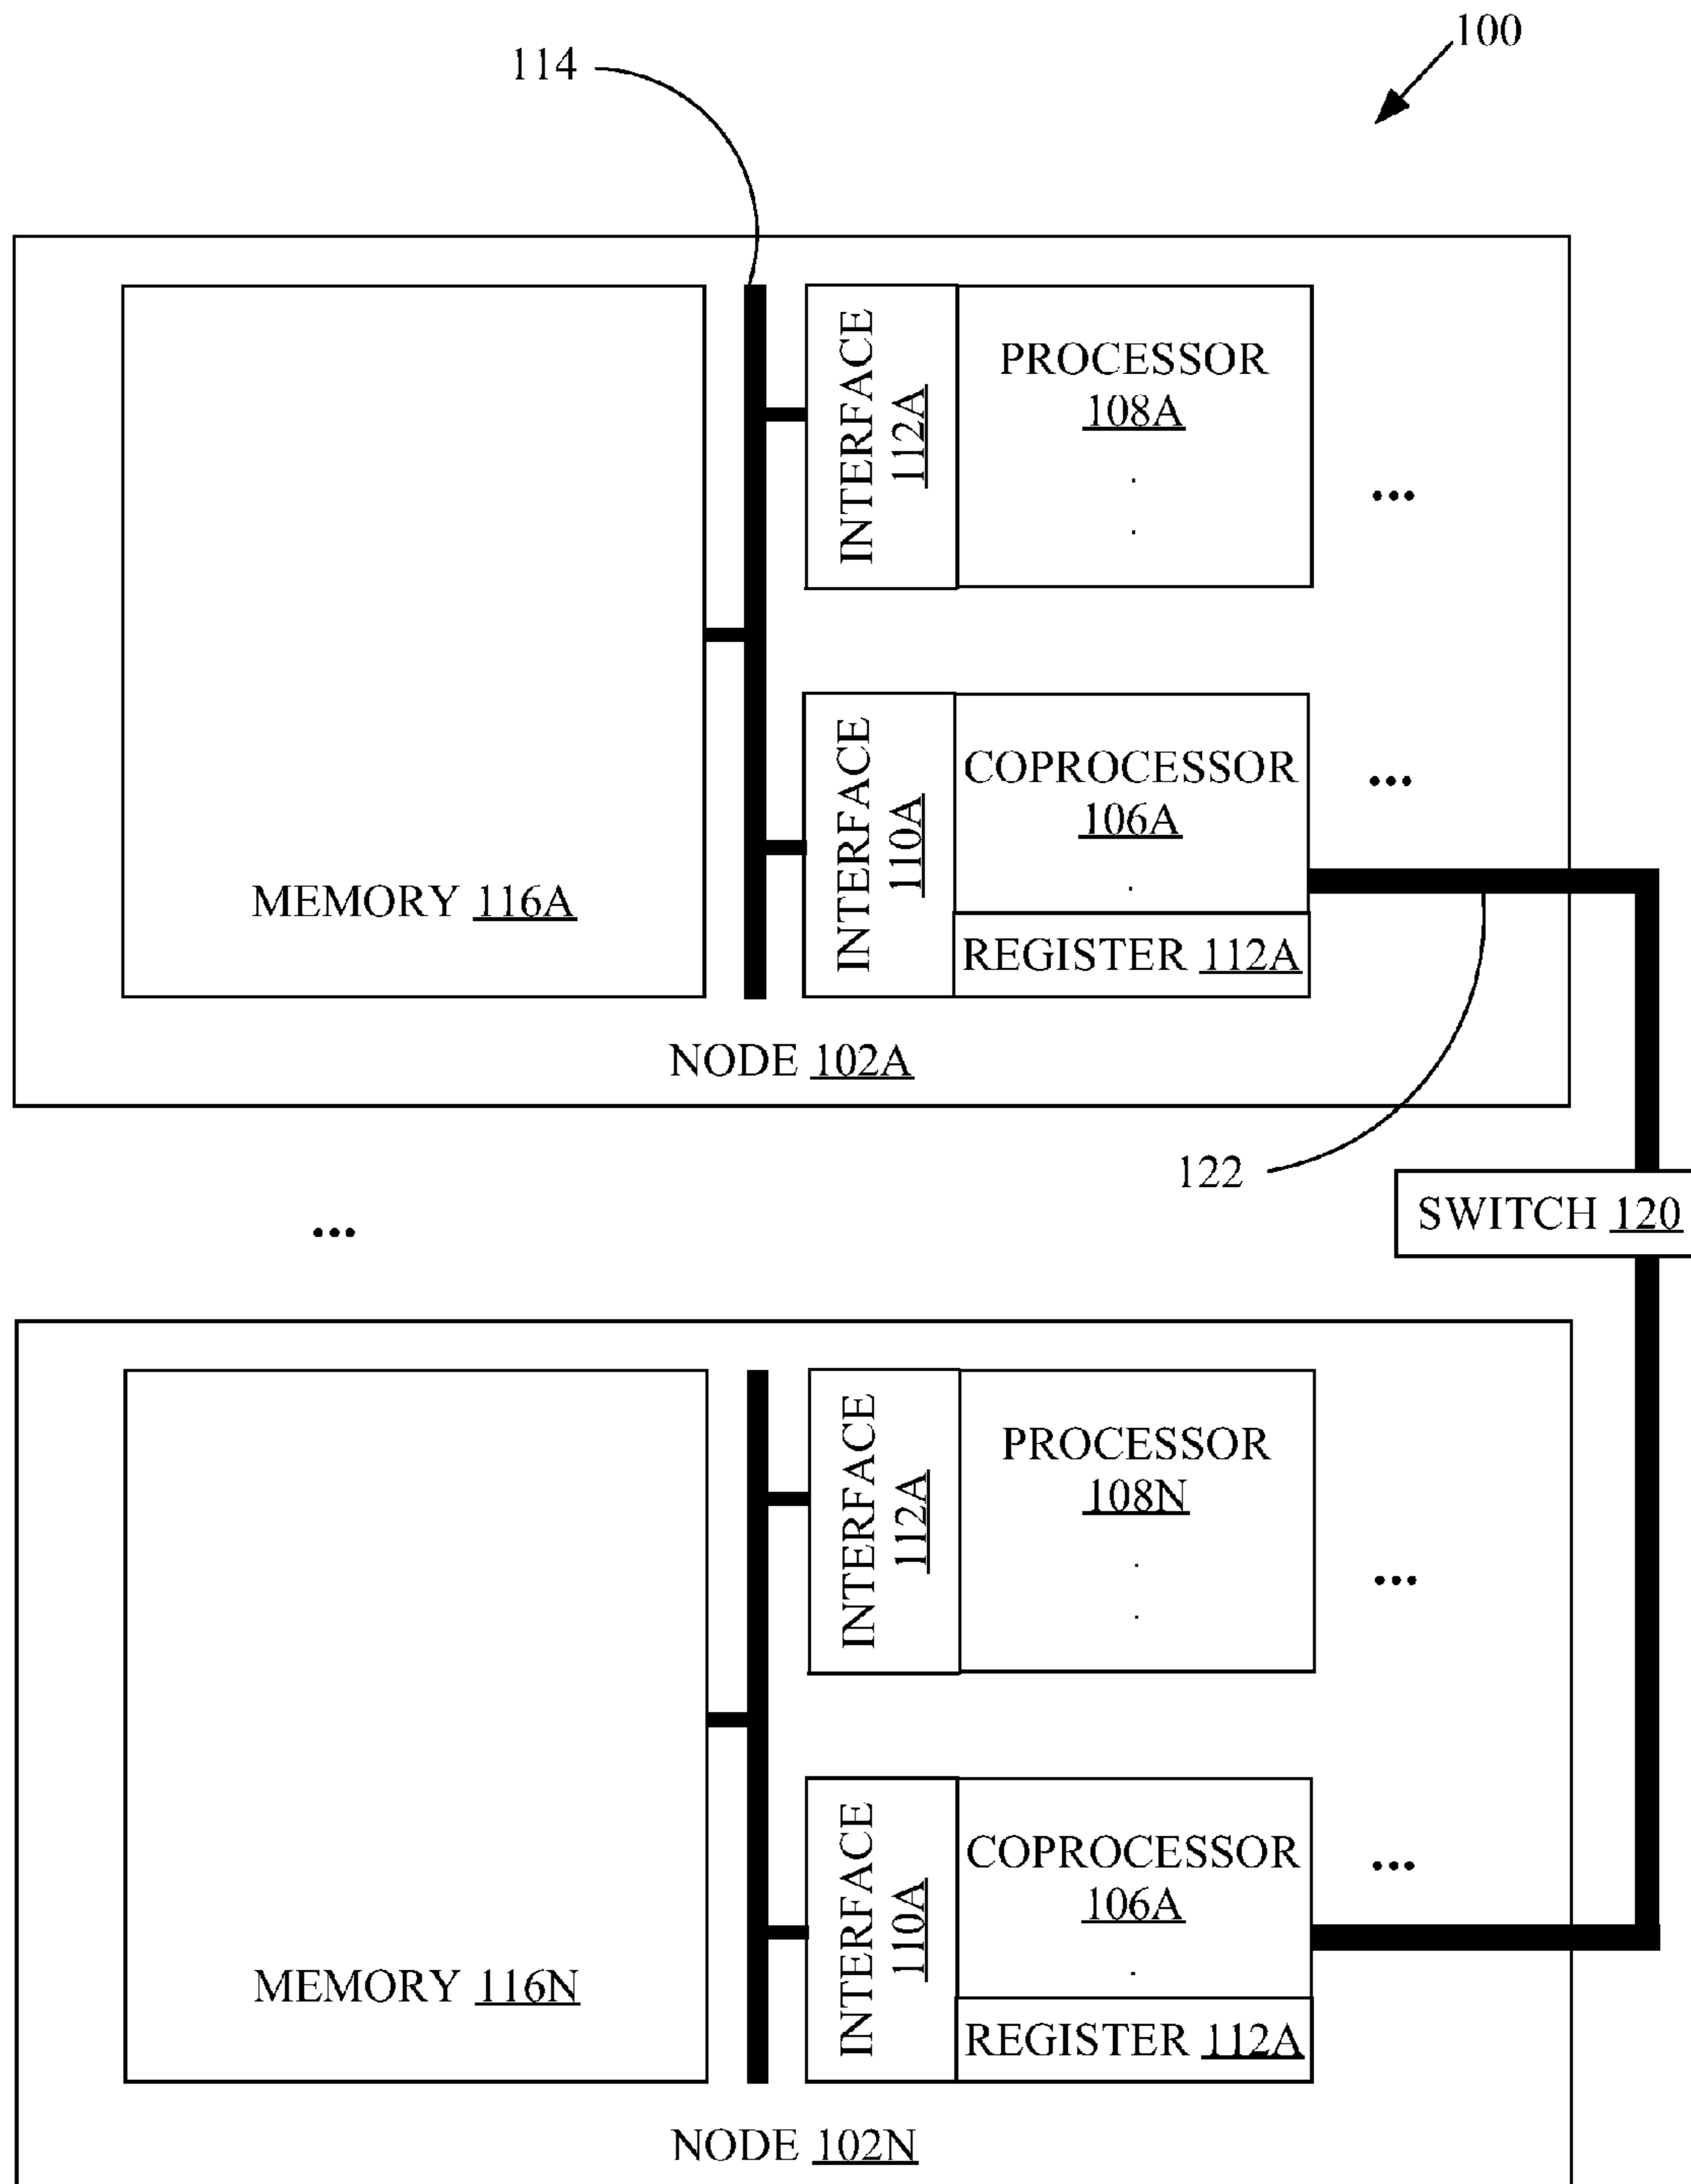 100
114
INTERFACE
112A
PROCESSOR
108A
.
.
...
INTERFACE
110A
COPROCESSOR
106A
.
...
MEMORY 116A
REGISTER 112A
NODE 102A
122
SWITCH 120
...
INTERFACE
112A
PROCESSOR
108N
.
.
...
INTERFACE
110A
COPROCESSOR
106A
.
...
MEMORY 116N
REGISTER 112A
NODE 102N